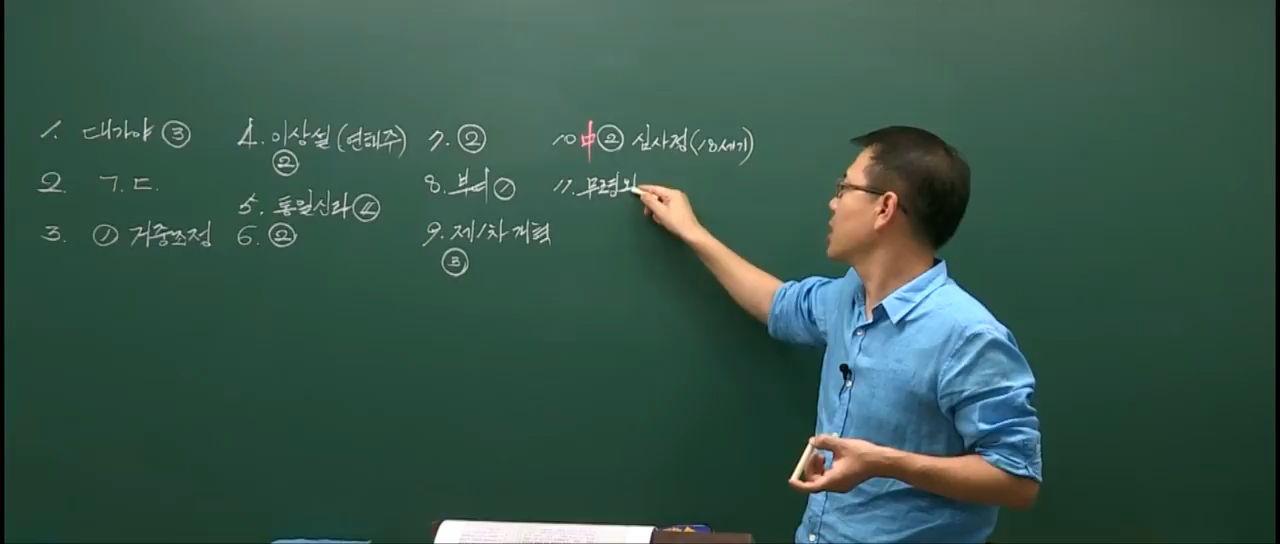 1. 대가야 ③
2. ㄱ. ㄷ.
3. ① 거중조정
4. 이상설 (연해주)
②
5. 통일신라 ④
6. ②
7. ②
8. 부여 ①
9. 제1차 개혁
③
10 中 ② 심사정 (18세기)
11. 무령왕